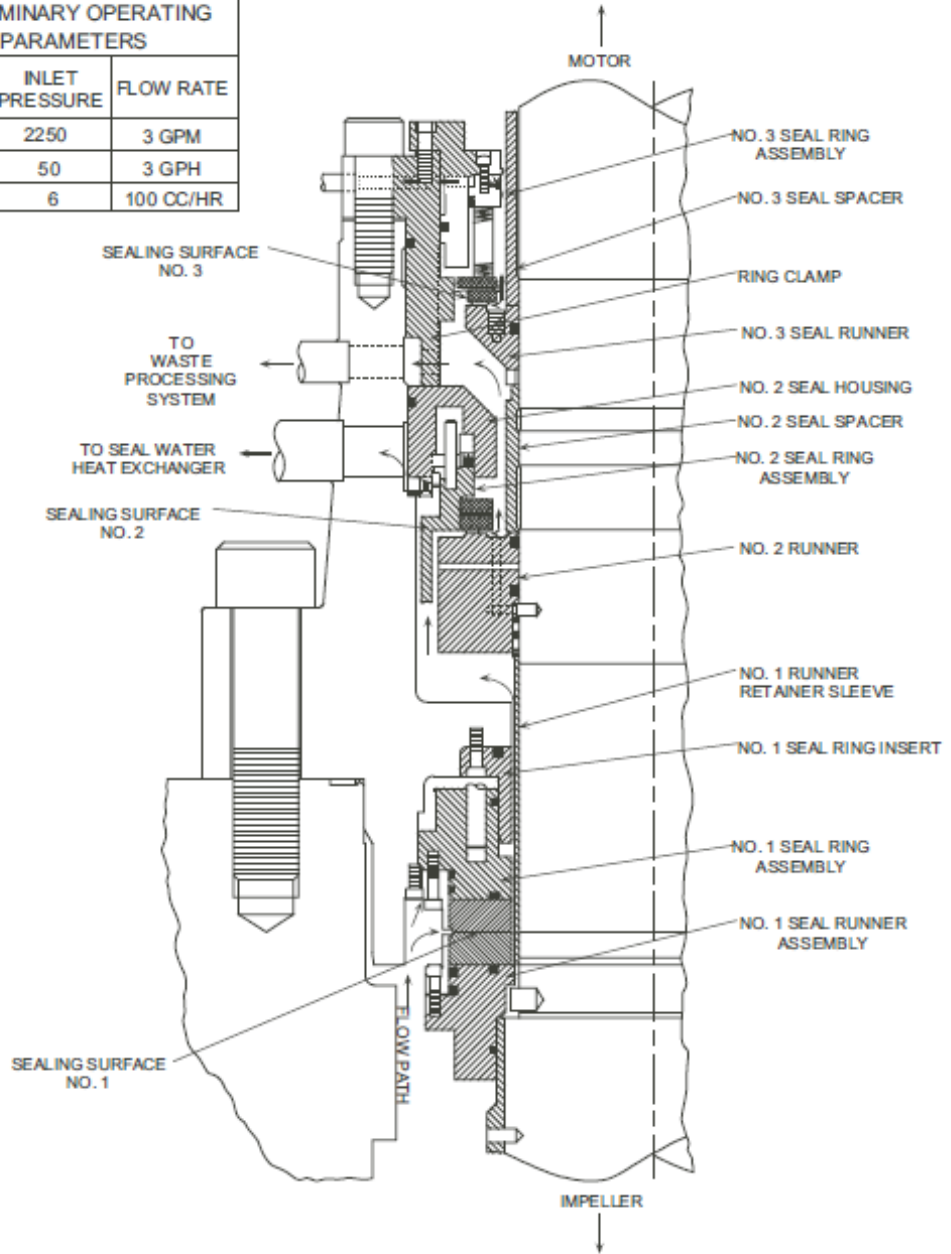 MINARY OPERATING
PARAMETERS
INLET
PRESSURE
FLOW RATE
2250
3 GPM
50
3 GPH
6
100 CC/HR
MOTOR
NO. 3 SEAL RING
ASSEMBLY
NO. 3 SEAL SPACER
SEALING SURFACE
NO. 3
RING CLAMP
TO
WASTE
PROCESSING
SYSTEM
NO. 3 SEAL RUNNER
NO. 2 SEAL HOUSING
NO. 2 SEAL SPACER
TO SEAL WATER
HEAT EXCHANGER
NO. 2 SEAL RING
ASSEMBLY
SEALING SURFACE
NO. 2
NO. 2 RUNNER
NO. 1 RUNNER
RETAINER SLEEVE
NO. 1 SEAL RING INSERT
NO. 1 SEAL RING
ASSEMBLY
NO. 1 SEAL RUNNER
ASSEMBLY
FLOW PATH
SEALING SURFACE
NO. 1
IMPELLER